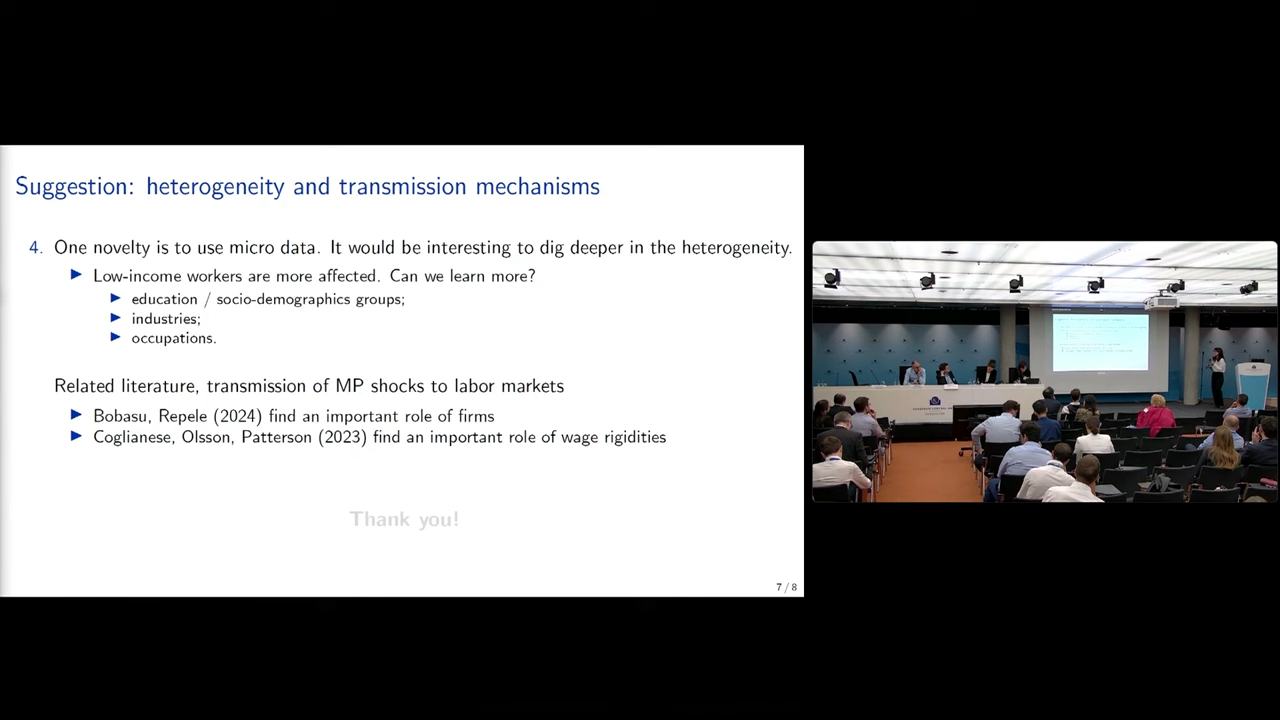 Suggestion: heterogeneity and transmission mechanisms
4. One novelty is to use micro data. It would be interesting to dig deeper in the heterogeneity.
▶ Low-income workers are more affected. Can we learn more?
▶ education / socio-demographics groups;
▶ industries;
▶ occupations.
Related literature, transmission of MP shocks to labor markets
▶ Bobasu, Repele (2024) find an important role of firms
▶ Coglianese, Olsson, Patterson (2023) find an important role of wage rigidities
Thank you!
7 / 8